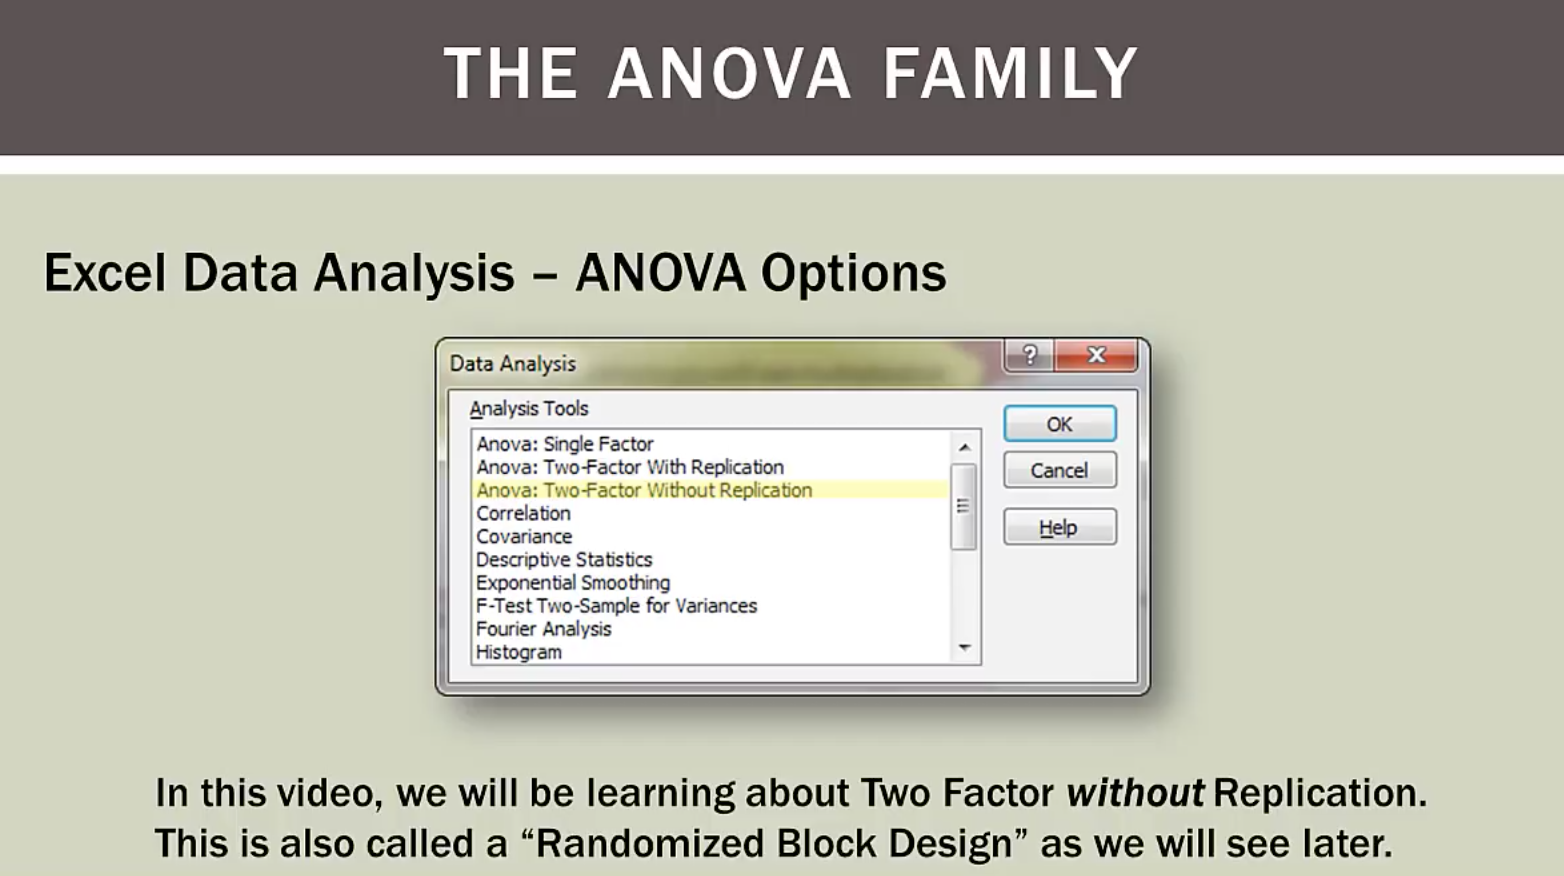 THE ANOVA FAMILY
Excel Data Analysis – ANOVA Options
Data Analysis
?
X
Analysis Tools
Anova: Single Factor
Anova: Two-Factor With Replication
Anova: Two-Factor Without Replication
Correlation
Covariance
Descriptive Statistics
Exponential Smoothing
F-Test Two-Sample for Variances
Fourier Analysis
Histogram
OK
Cancel
Help
In this video, we will be learning about Two Factor without Replication.
This is also called a “Randomized Block Design” as we will see later.